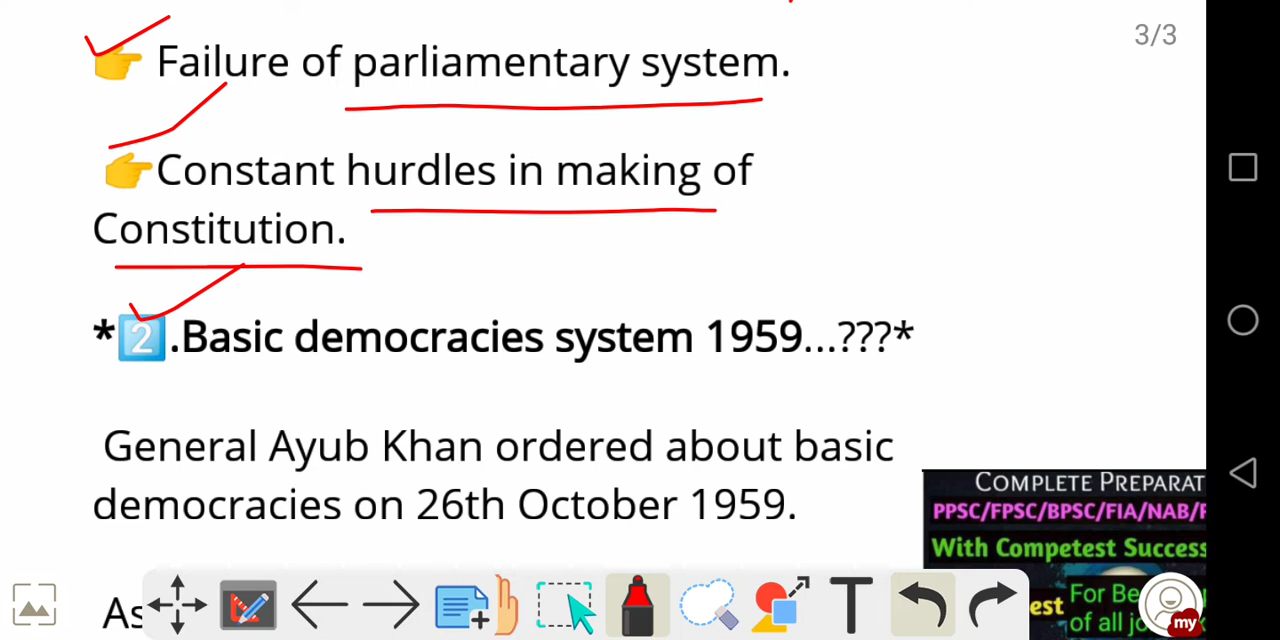 3/3
👉 Failure of parliamentary system.
👉Constant hurdles in making of
Constitution.
*2️⃣.Basic democracies system 1959...???*
General Ayub Khan ordered about basic
democracies on 26th October 1959.
COMPLETE PREPARAT
PPSC/FPSC/BPSC/FIA/NAB/
With Competest Success
est For Be
of all jo
As
T
my